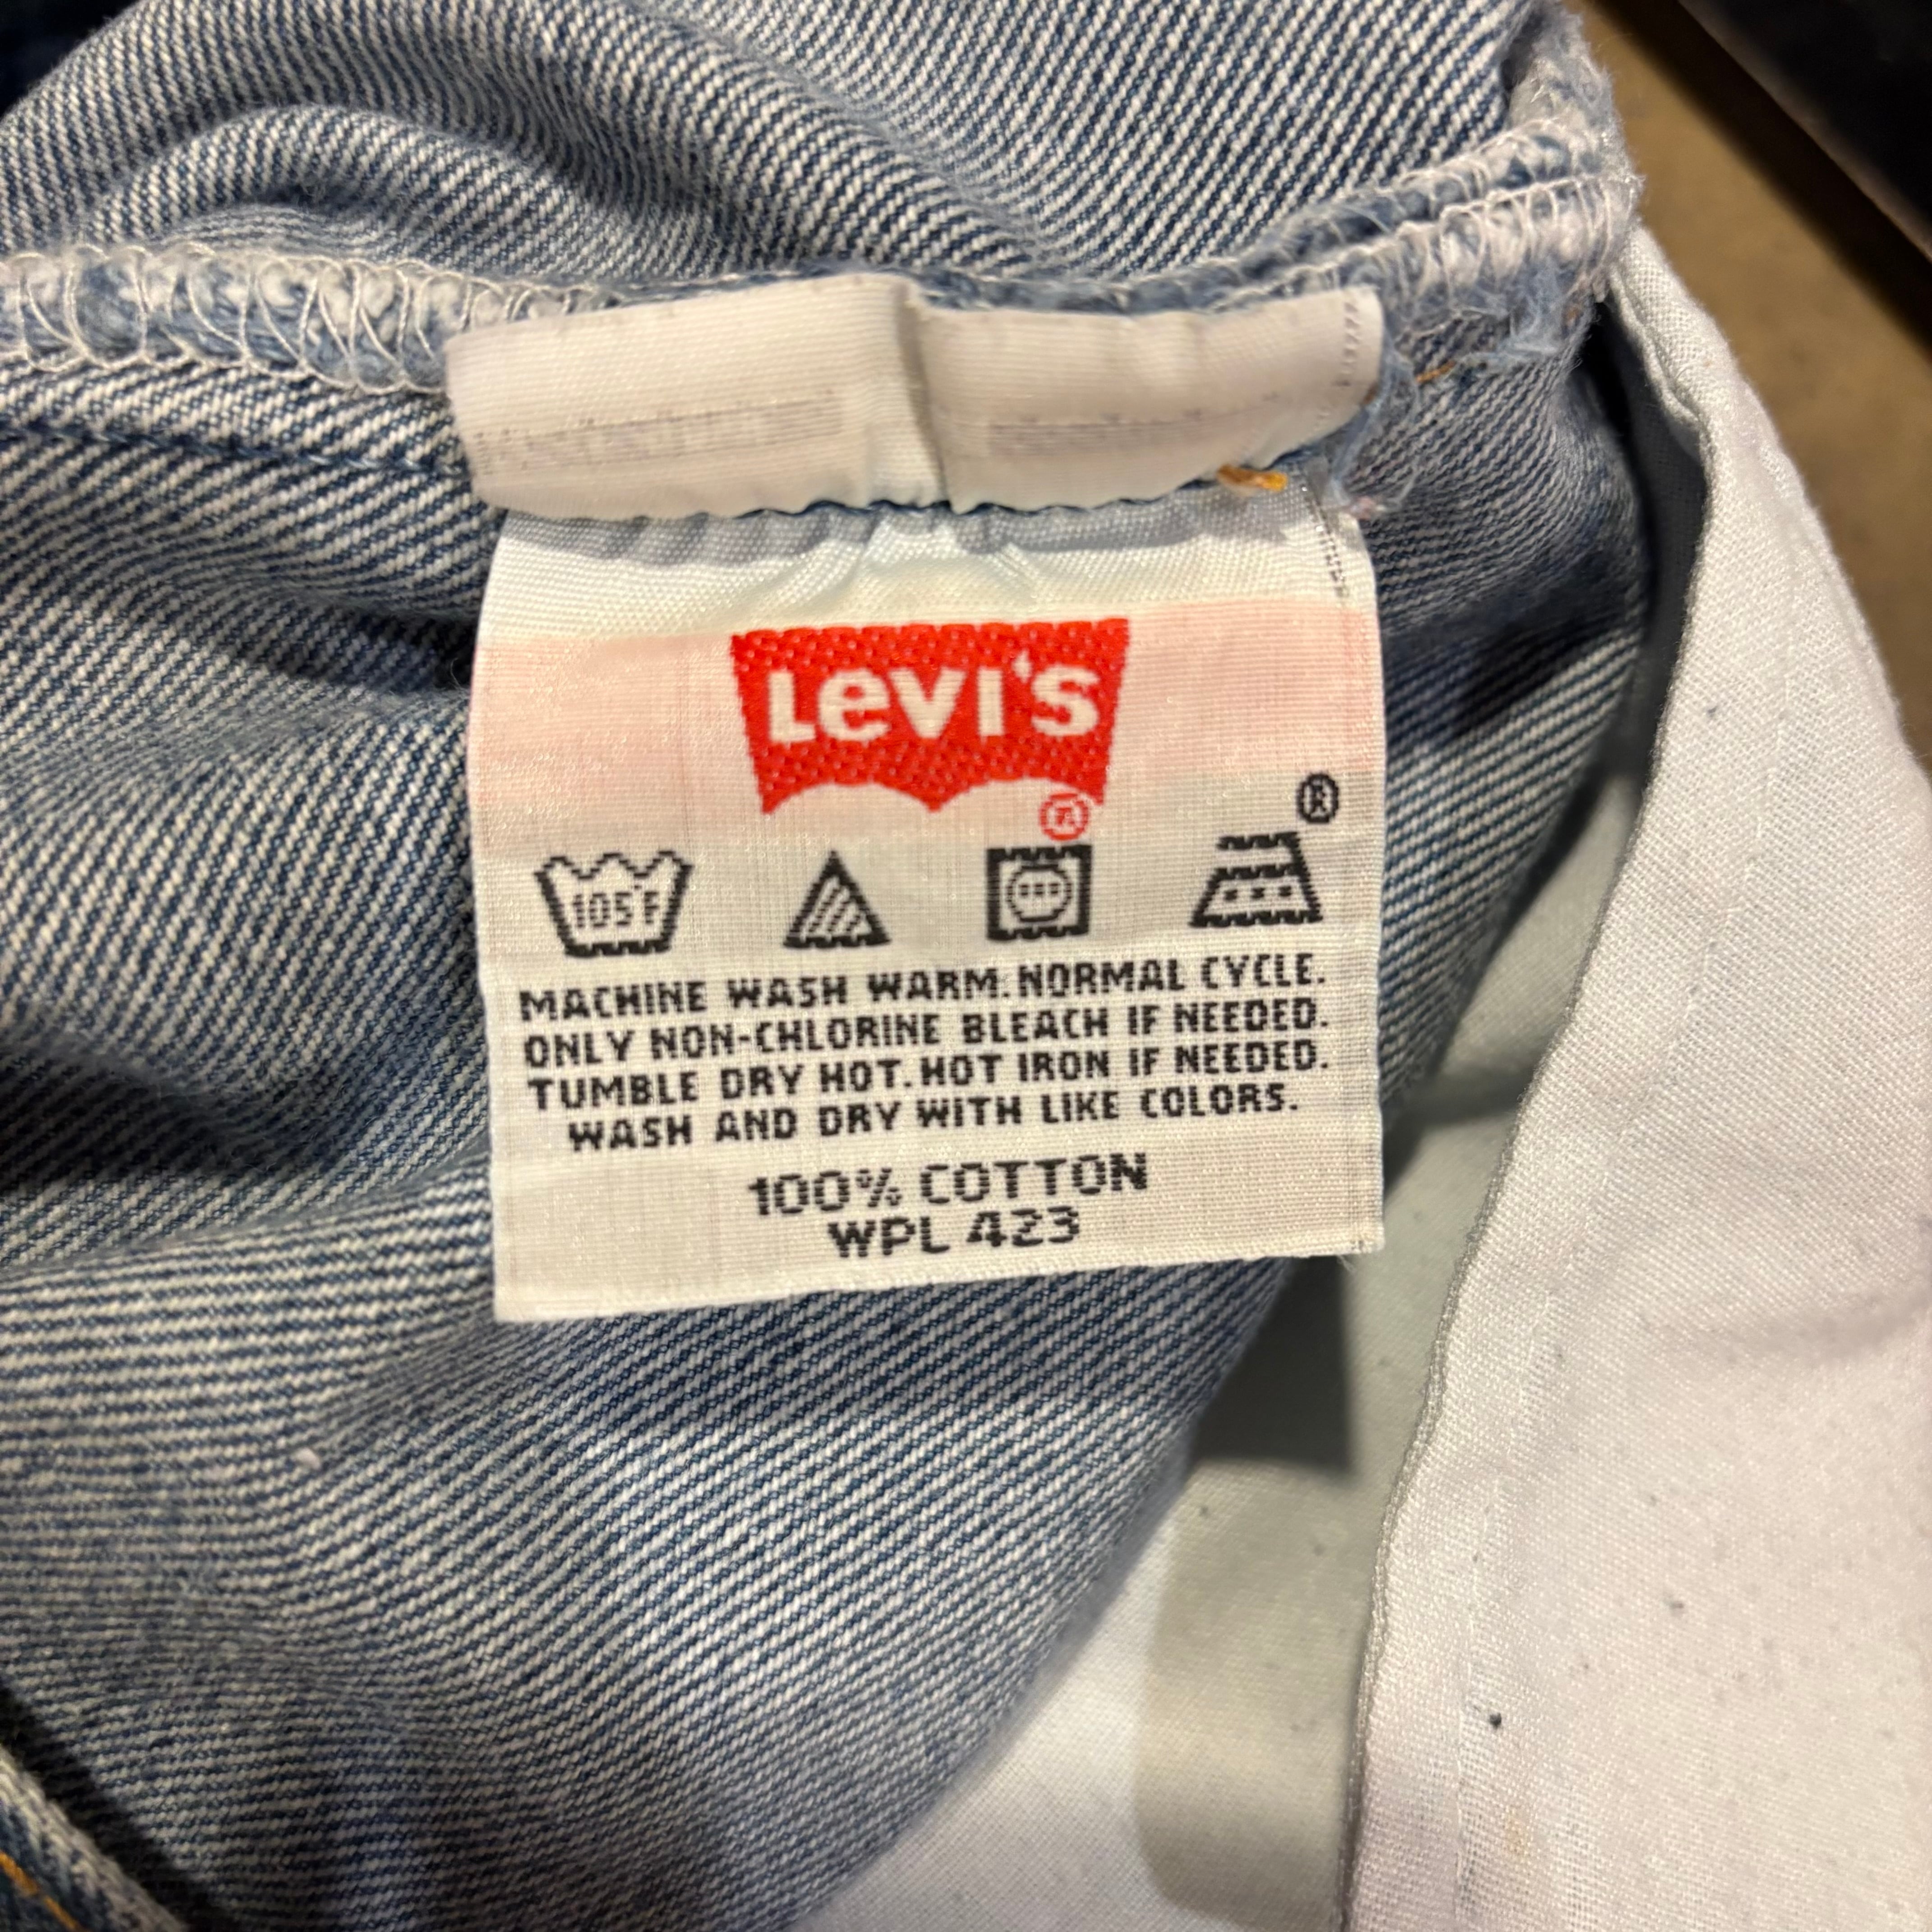 Levi's
®
®
105°F
MACHINE WASH WARM. NORMAL CYCLE.
ONLY NON-CHLORINE BLEACH IF NEEDED.
TUMBLE DRY HOT. HOT IRON IF NEEDED.
WASH AND DRY WITH LIKE COLORS.
100% COTTON
WPL 423